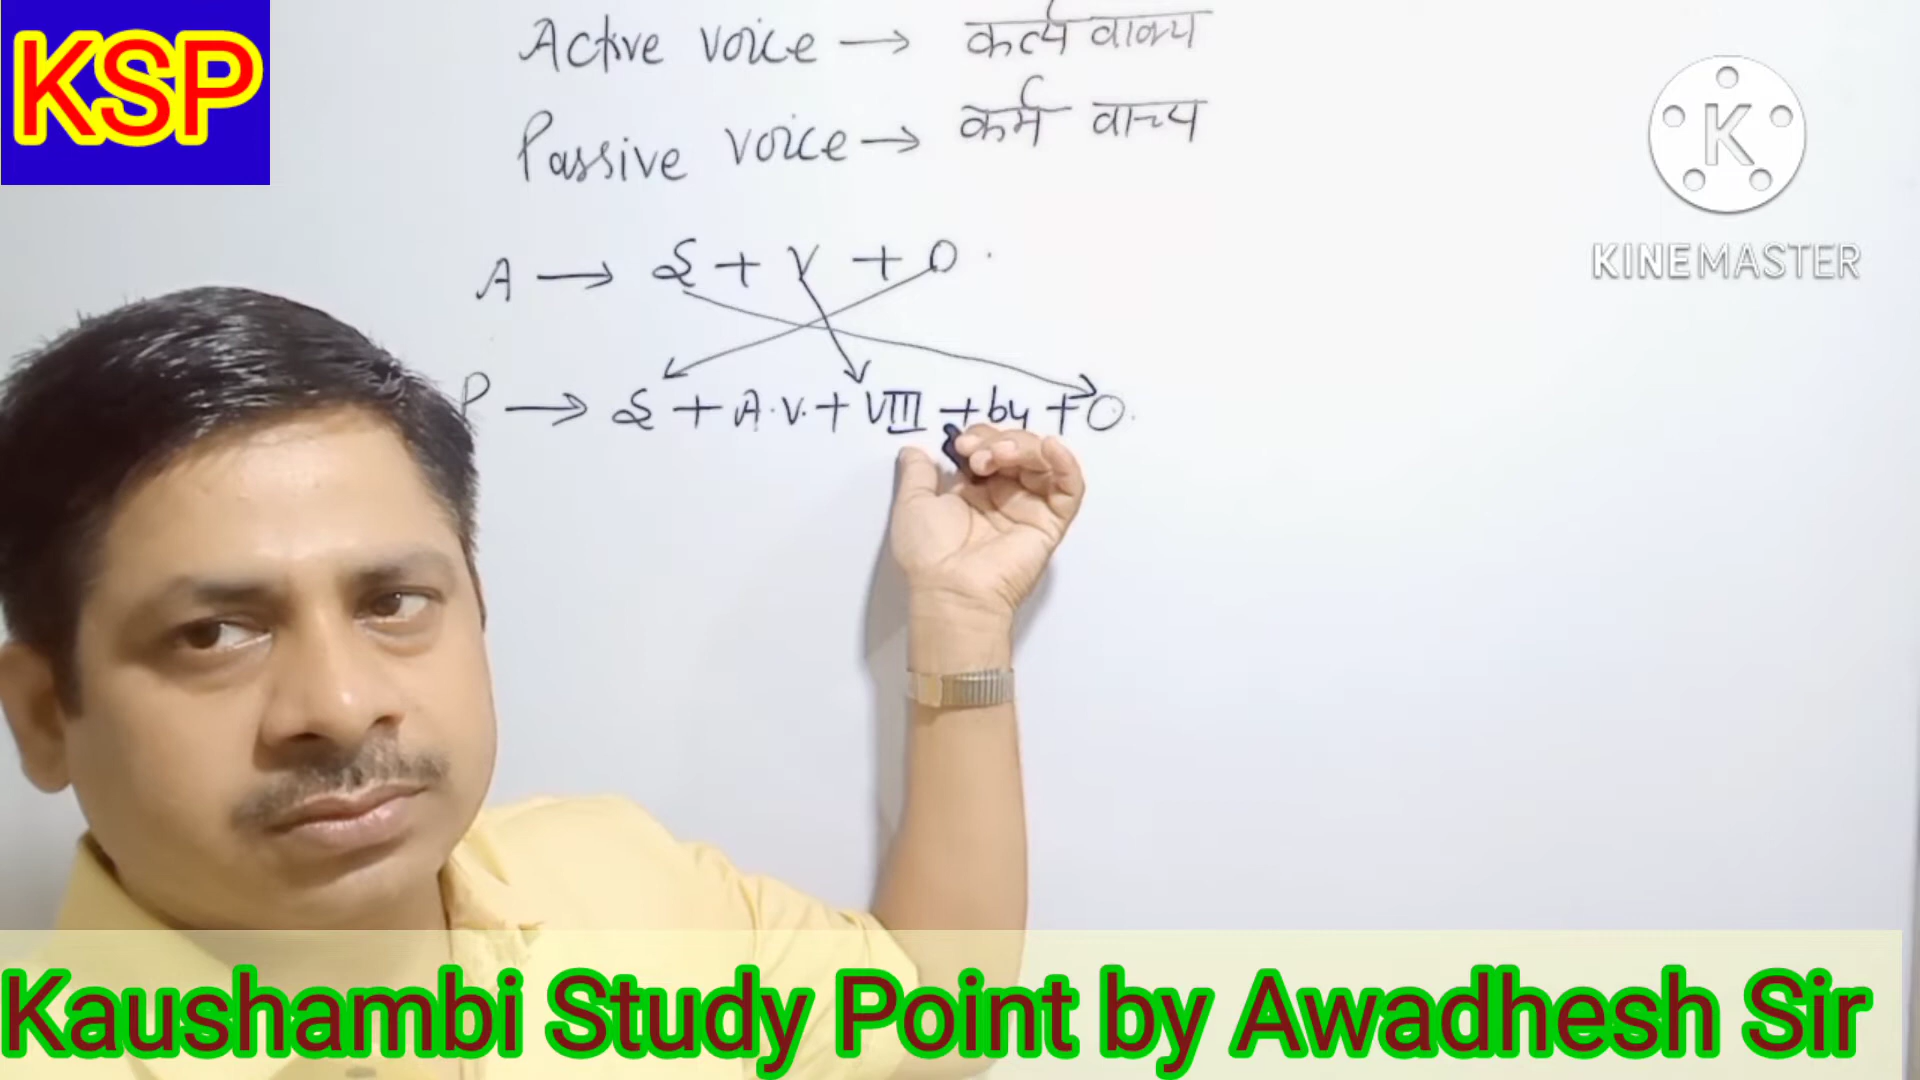 KSP
Active voice → कर्त्य वाक्य
Passive voice → कर्म वाच्य
K
KINEMASTER
A → S + V + O.
P → S + A.V. + VIII + by + O.
Kaushambi Study Point by Awadhesh Sir